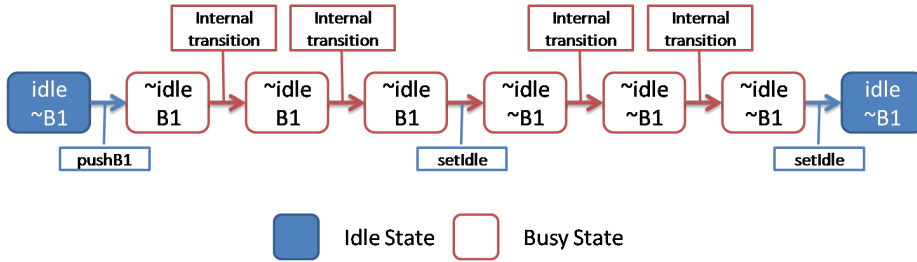 Internal
transition
Internal
transition
Internal
transition
Internal
transition
idle
~B1
~idle
B1
~idle
B1
~idle
B1
~idle
~B1
~idle
~B1
~idle
~B1
idle
~B1
pushB1
setIdle
setIdle
Idle State
Busy State